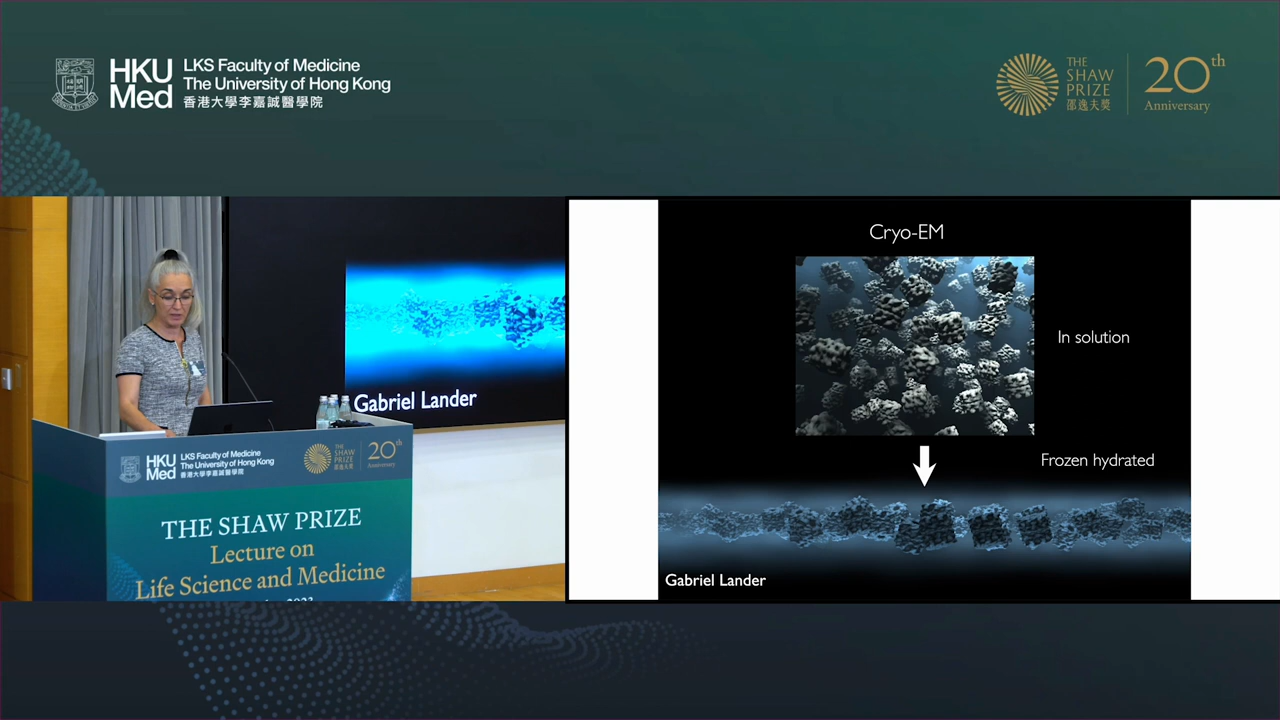 HKU
Med
LKS Faculty of Medicine
The University of Hong Kong
香港大學李嘉誠醫學院
THE
SHAW
PRIZE
邵逸夫獎
20th
Anniversary
Gabriel Lander
HKU
Med
LKS Faculty of Medicine
The University of Hong Kong
香港大學李嘉誠醫學院
THE
SHAW
PRIZE
邵逸夫獎
20th
Anniversary
THE SHAW PRIZE
Lecture on
Life Science and Medicine
Cryo-EM
In solution
Frozen hydrated
Gabriel Lander